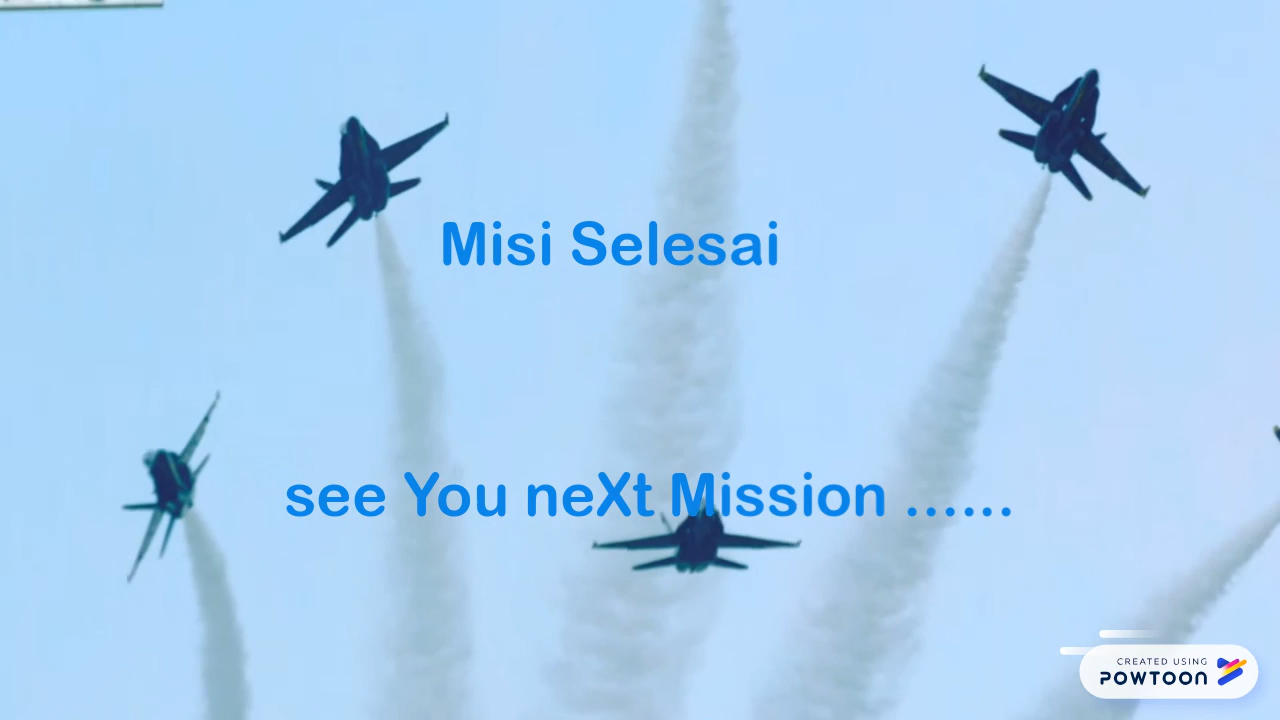 Misi Selesai
see You neXt Mission ......
CREATED USING
POWTOON